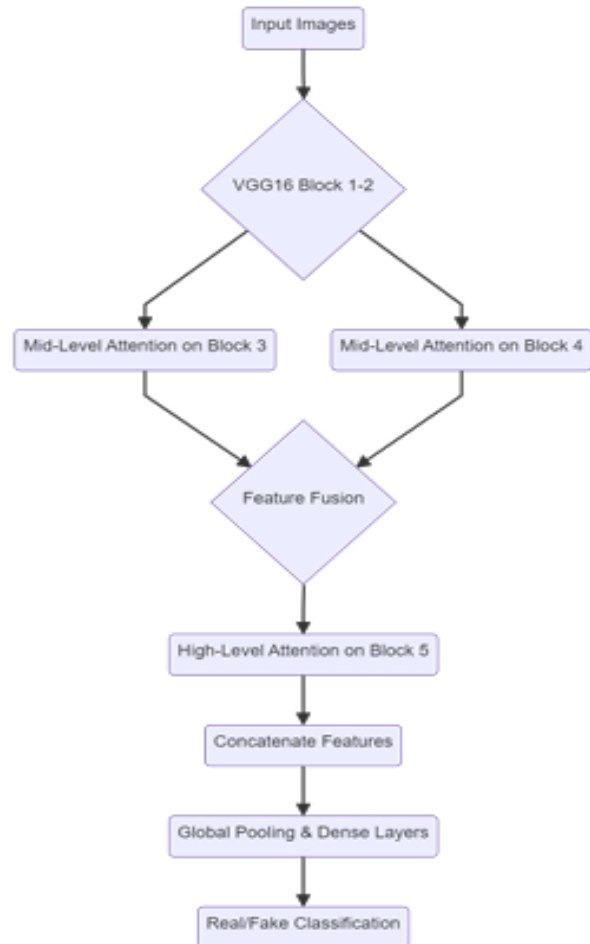 Input Images
VGG16 Block 1-2
Mid-Level Attention on Block 3
Mid-Level Attention on Block 4
Feature Fusion
High-Level Attention on Block 5
Concatenate Features
Global Pooling & Dense Layers
Real/Fake Classification